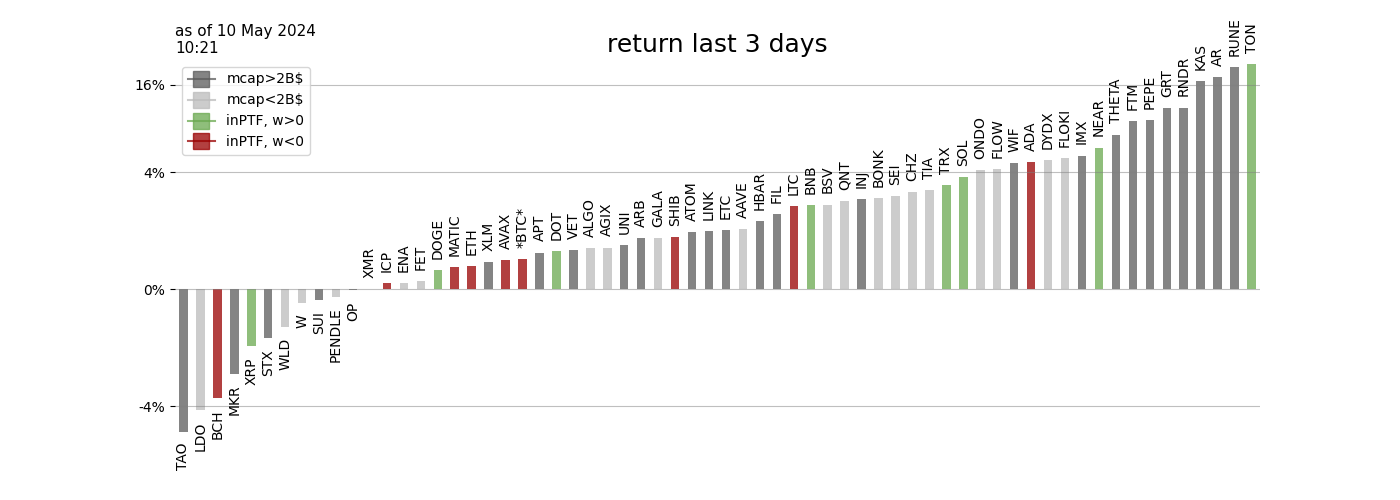 as of 10 May 2024
10:21
return last 3 days
mcap>2B$
mcap<2B$
inPTF, w>0
inPTF, w<0
16%
4%
0%
-4%
TAO
LDO
BCH
MKR
XRP
STX
WLD
W
SUI
PENDLE
OP
XMR
ICP
ENA
FET
DOGE
MATIC
ETH
XLM
AVAX
*BTC*
APT
DOT
VET
ALGO
AGIX
UNI
ARB
GALA
SHIB
ATOM
LINK
ETC
AAVE
HBAR
FIL
LTC
BNB
BSV
QNT
INJ
BONK
SEI
CHZ
TIA
TRX
SOL
ONDO
FLOW
WIF
ADA
DYDX
FLOKI
IMX
NEAR
THETA
FTM
PEPE
GRT
RNDR
KAS
AR
RUNE
TON